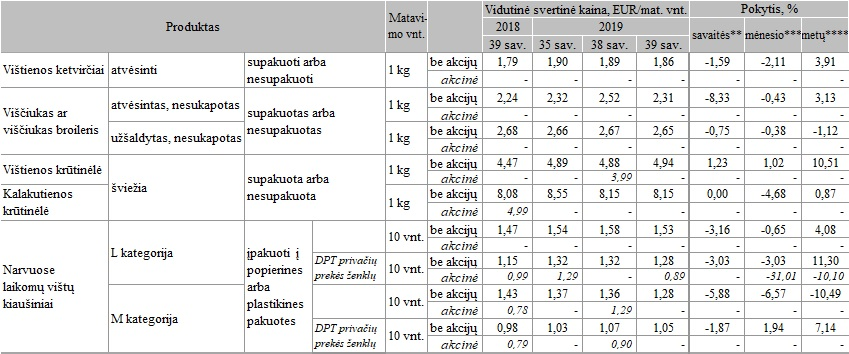 Produktas Matavi-mo vnt. Vidutinė svertinė kaina, EUR/mat. vnt. Pokytis, %
2018 2019 savaitės** mėnesio*** metų****
39 sav. 35 sav. 38 sav. 39 sav.
Vištienos ketvirčiai atvėsinti supakuoti arba nesupakuoti 1 kg be akcijų 1,79 1,90 1,89 1,86 -1,59 -2,11 3,91
akcinė - - - - - - -
Viščiukas ar viščiukas broileris atvėsintas, nesukapotas supakuotas arba nesupakuotas 1 kg be akcijų 2,24 2,32 2,52 2,31 -8,33 -0,43 3,13
akcinė - - - - - - -
užšaldytas, nesukapotas 1 kg be akcijų 2,68 2,66 2,67 2,65 -0,75 -0,38 -1,12
akcinė - - - - - - -
Vištienos krūtinėlė šviežia supakuota arba nesupakuota 1 kg be akcijų 4,47 4,89 4,88 4,94 1,23 1,02 10,51
akcinė - - 3,99 - - - -
Kalakutienos krūtinėlė 1 kg be akcijų 8,08 8,55 8,15 8,15 0,00 -4,68 0,87
akcinė 4,99 - - - - - -
Narvuose laikomų vištų kiaušiniai L kategorija įpakuoti į popierines arba plastikines pakuotes 10 vnt. be akcijų 1,47 1,54 1,58 1,53 -3,16 -0,65 4,08
akcinė - - - - - - -
DPT privačių prekės ženklų 10 vnt. be akcijų 1,15 1,32 1,32 1,28 -3,03 -3,03 11,30
akcinė 0,99 1,29 - 0,89 - -31,01 -10,10
M kategorija 10 vnt. be akcijų 1,43 1,37 1,36 1,28 -5,88 -6,57 -10,49
akcinė 0,78 - 1,29 - - - -
DPT privačių prekės ženklų 10 vnt. be akcijų 0,98 1,03 1,07 1,05 -1,87 1,94 7,14
akcinė 0,79 - 0,90 - - - -